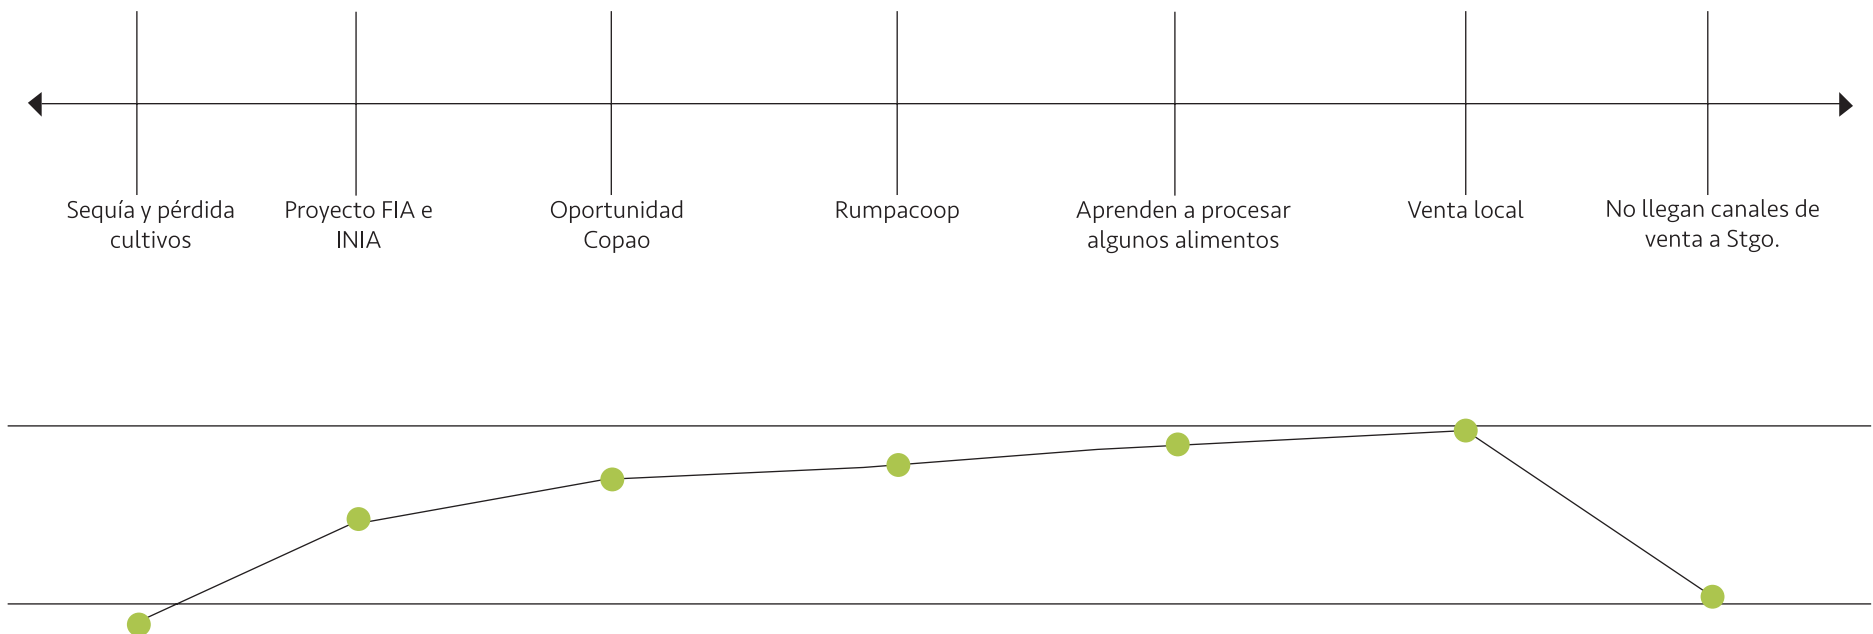 Sequía y pérdida
cultivos
Proyecto FIA e
INIA
Oportunidad
Copao
Rumpacoop
Aprenden a procesar
algunos alimentos
Venta local
No llegan canales de
venta a Stgo.